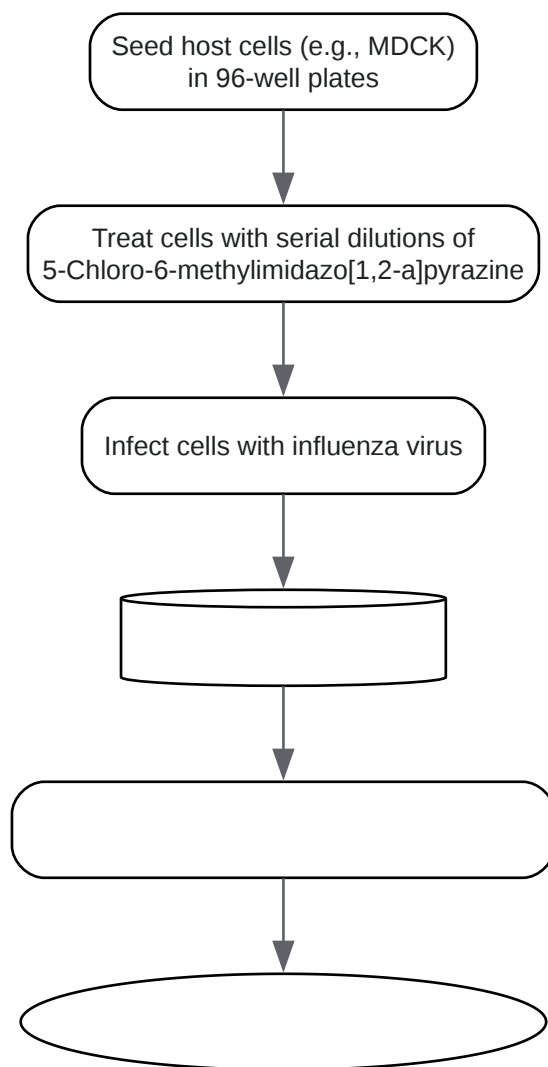 Seed host cells (e.g., MDCK)
in 96-well plates
Treat cells with serial dilutions of
5-Chloro-6-methylimidazo[1,2-a]pyrazine
Infect cells with influenza virus